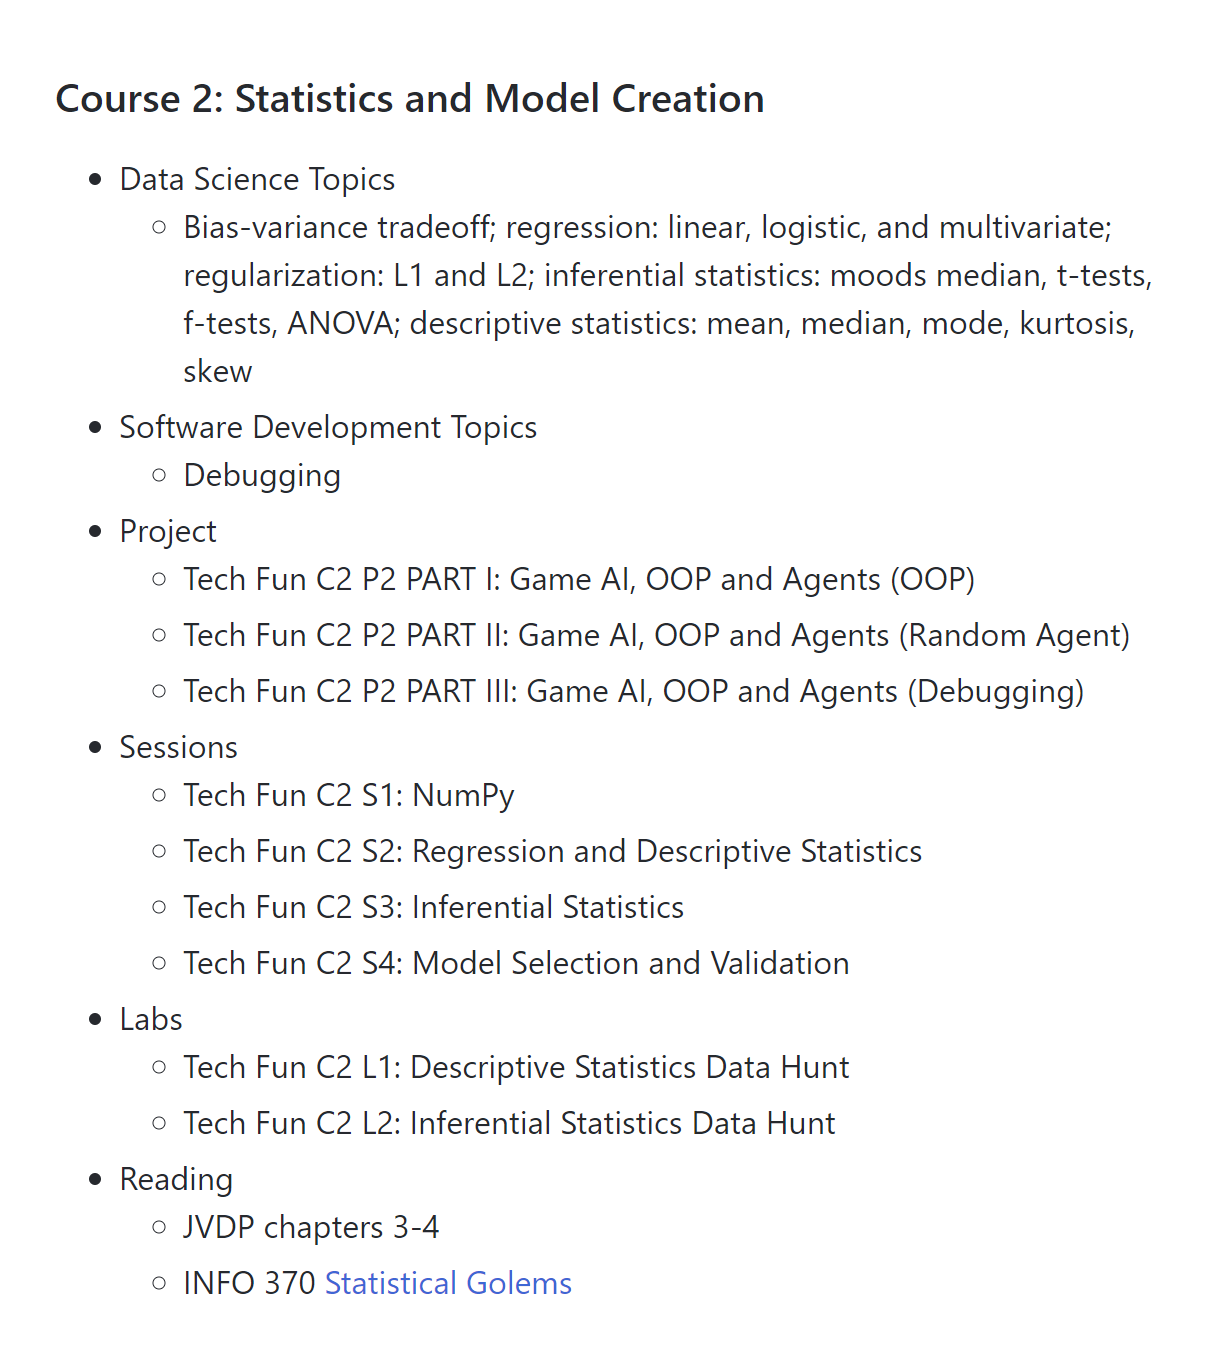 Course 2: Statistics and Model Creation
Data Science Topics
Bias-variance tradeoff; regression: linear, logistic, and multivariate;
regularization: L1 and L2; inferential statistics: moods median, t-tests,
f-tests, ANOVA; descriptive statistics: mean, median, mode, kurtosis,
skew
Software Development Topics
Debugging
Project
Tech Fun C2 P2 PART I: Game AI, OOP and Agents (OOP)
Tech Fun C2 P2 PART II: Game AI, OOP and Agents (Random Agent)
Tech Fun C2 P2 PART III: Game AI, OOP and Agents (Debugging)
Sessions
Tech Fun C2 S1: NumPy
Tech Fun C2 S2: Regression and Descriptive Statistics
Tech Fun C2 S3: Inferential Statistics
Tech Fun C2 S4: Model Selection and Validation
Labs
Tech Fun C2 L1: Descriptive Statistics Data Hunt
Tech Fun C2 L2: Inferential Statistics Data Hunt
Reading
JVDP chapters 3-4
INFO 370 Statistical Golems